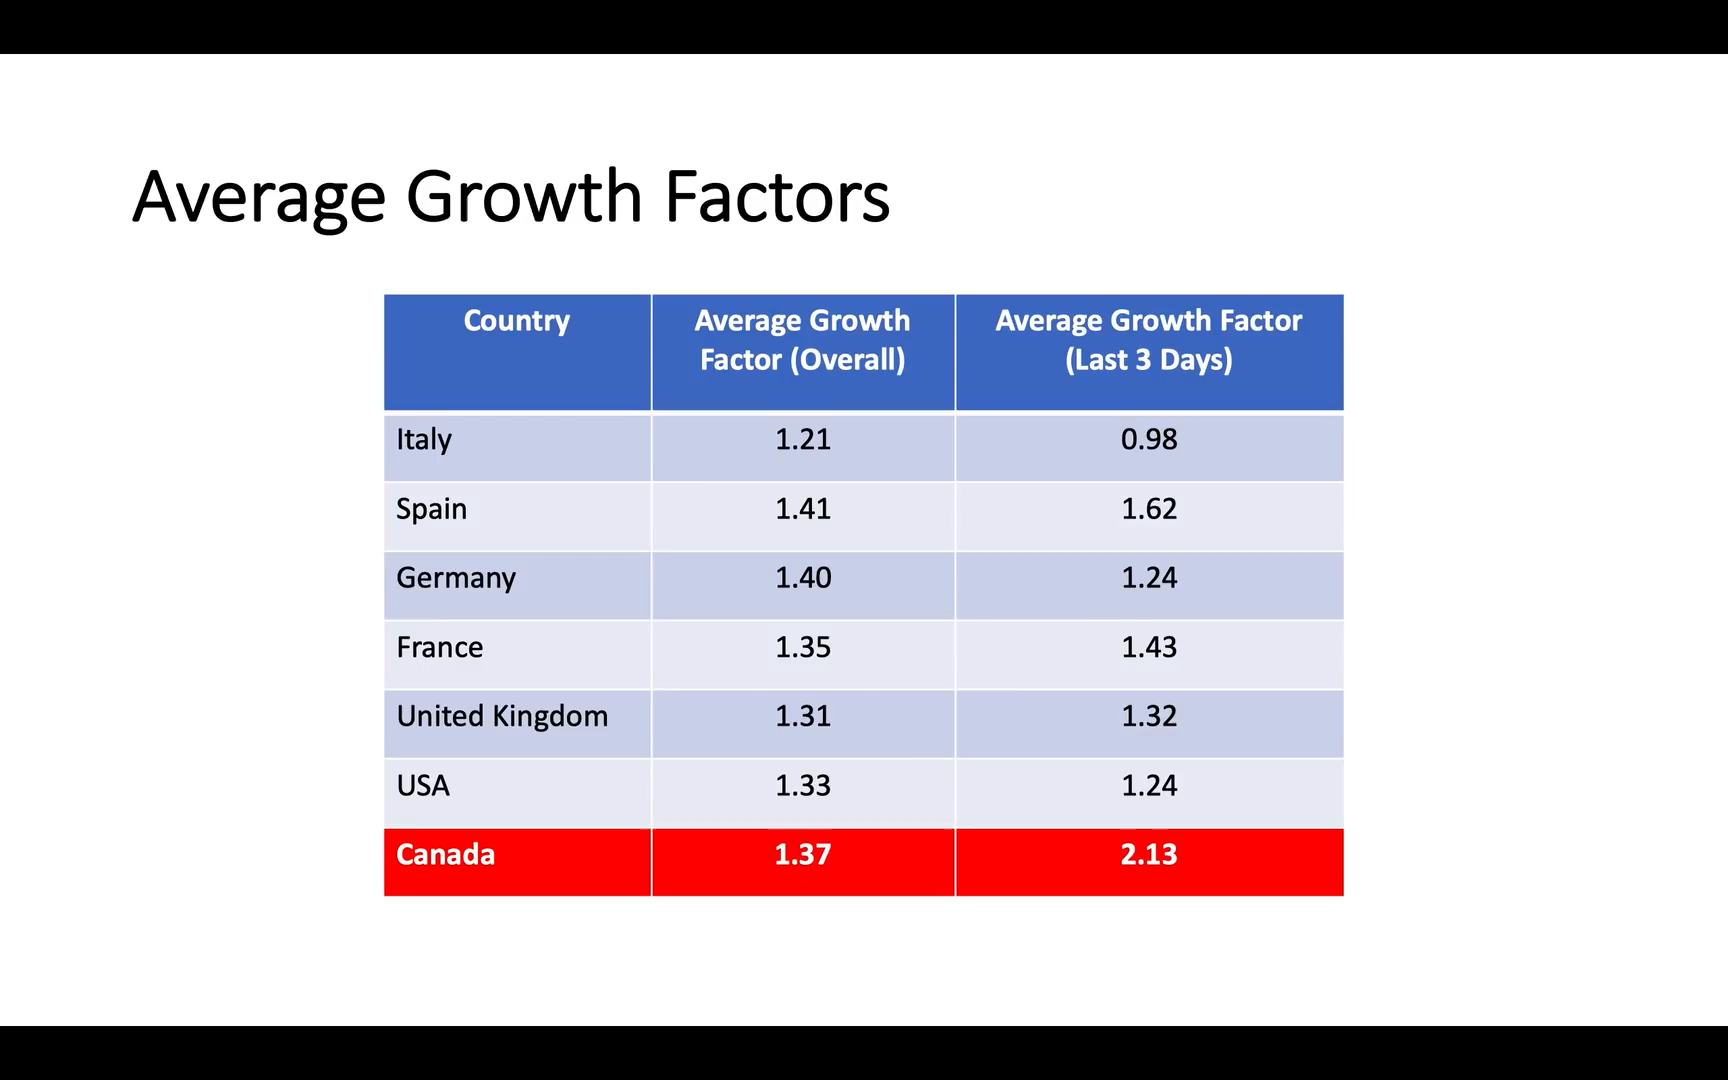 Average Growth Factors
Country
Average Growth
Factor (Overall)
Average Growth Factor
(Last 3 Days)
Italy 1.21 0.98
Spain 1.41 1.62
Germany 1.40 1.24
France 1.35 1.43
United Kingdom 1.31 1.32
USA 1.33 1.24
Canada 1.37 2.13